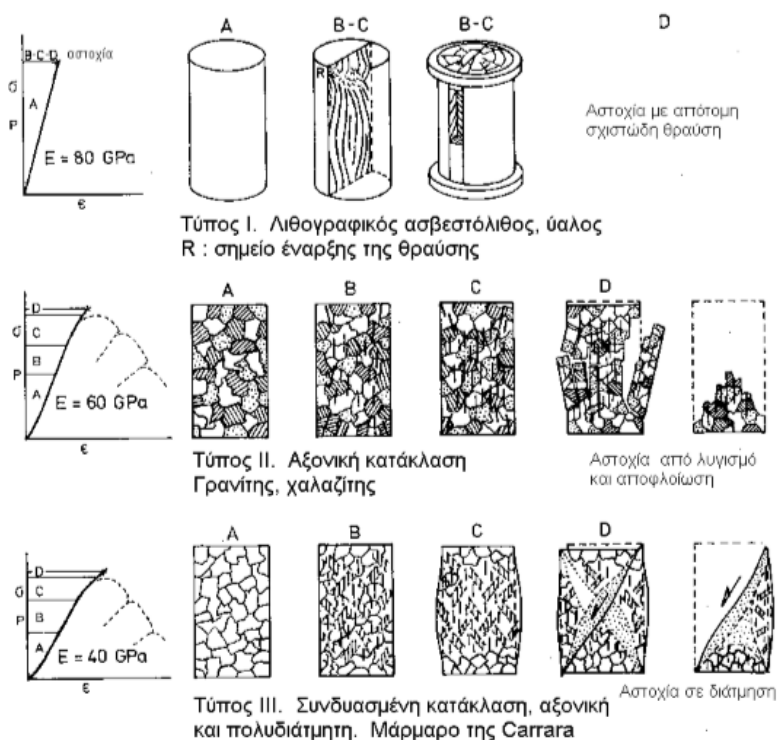 A B-C B-C D
B-C-D αστοχία
σ
A
P
E = 80 GPa
ε
R
Αστοχία με απότομη
σχιστώδη θραύση
Τύπος I. Λιθογραφικός ασβεστόλιθος, ύαλος
R : σημείο έναρξης της θραύσης
A B C D
D
σ C
B
P
A
E = 60 GPa
ε
Τύπος II. Αξονική κατάκλαση
Γρανίτης, χαλαζίτης
Αστοχία από λυγισμό
και αποφλοίωση
A B C D
D
σ C
P B
A
E = 40 GPa
ε
Τύπος III. Συνδυασμένη κατάκλαση, αξονική
και πολυδιάτμητη. Μάρμαρο της Carrara
Αστοχία σε διάτμηση